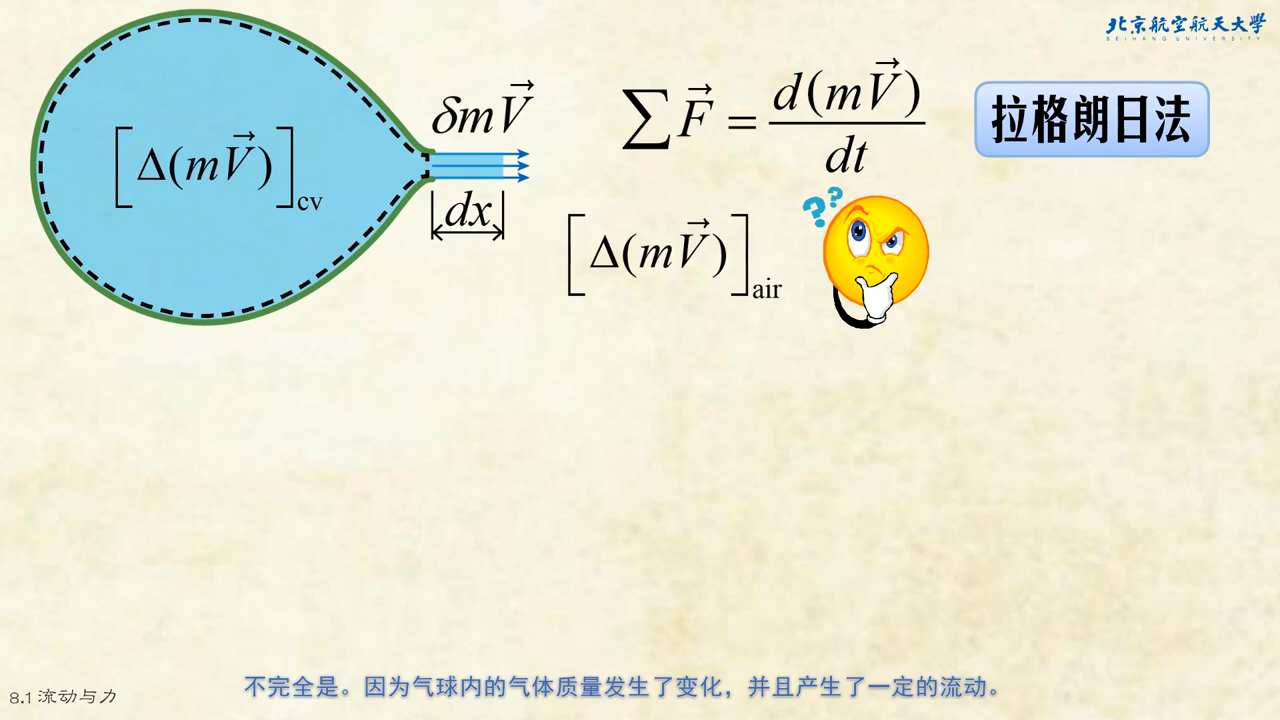 北京航空航天大学
BEIHANG UNIVERSITY
[Δ(mV⃗)]cv
δmV⃗
dx
∑F⃗ = d(mV⃗)/dt
拉格朗日法
[Δ(mV⃗)]air
??
不完全是。因为气球内的气体质量发生了变化，并且产生了一定的流动。
8.1 流动与力